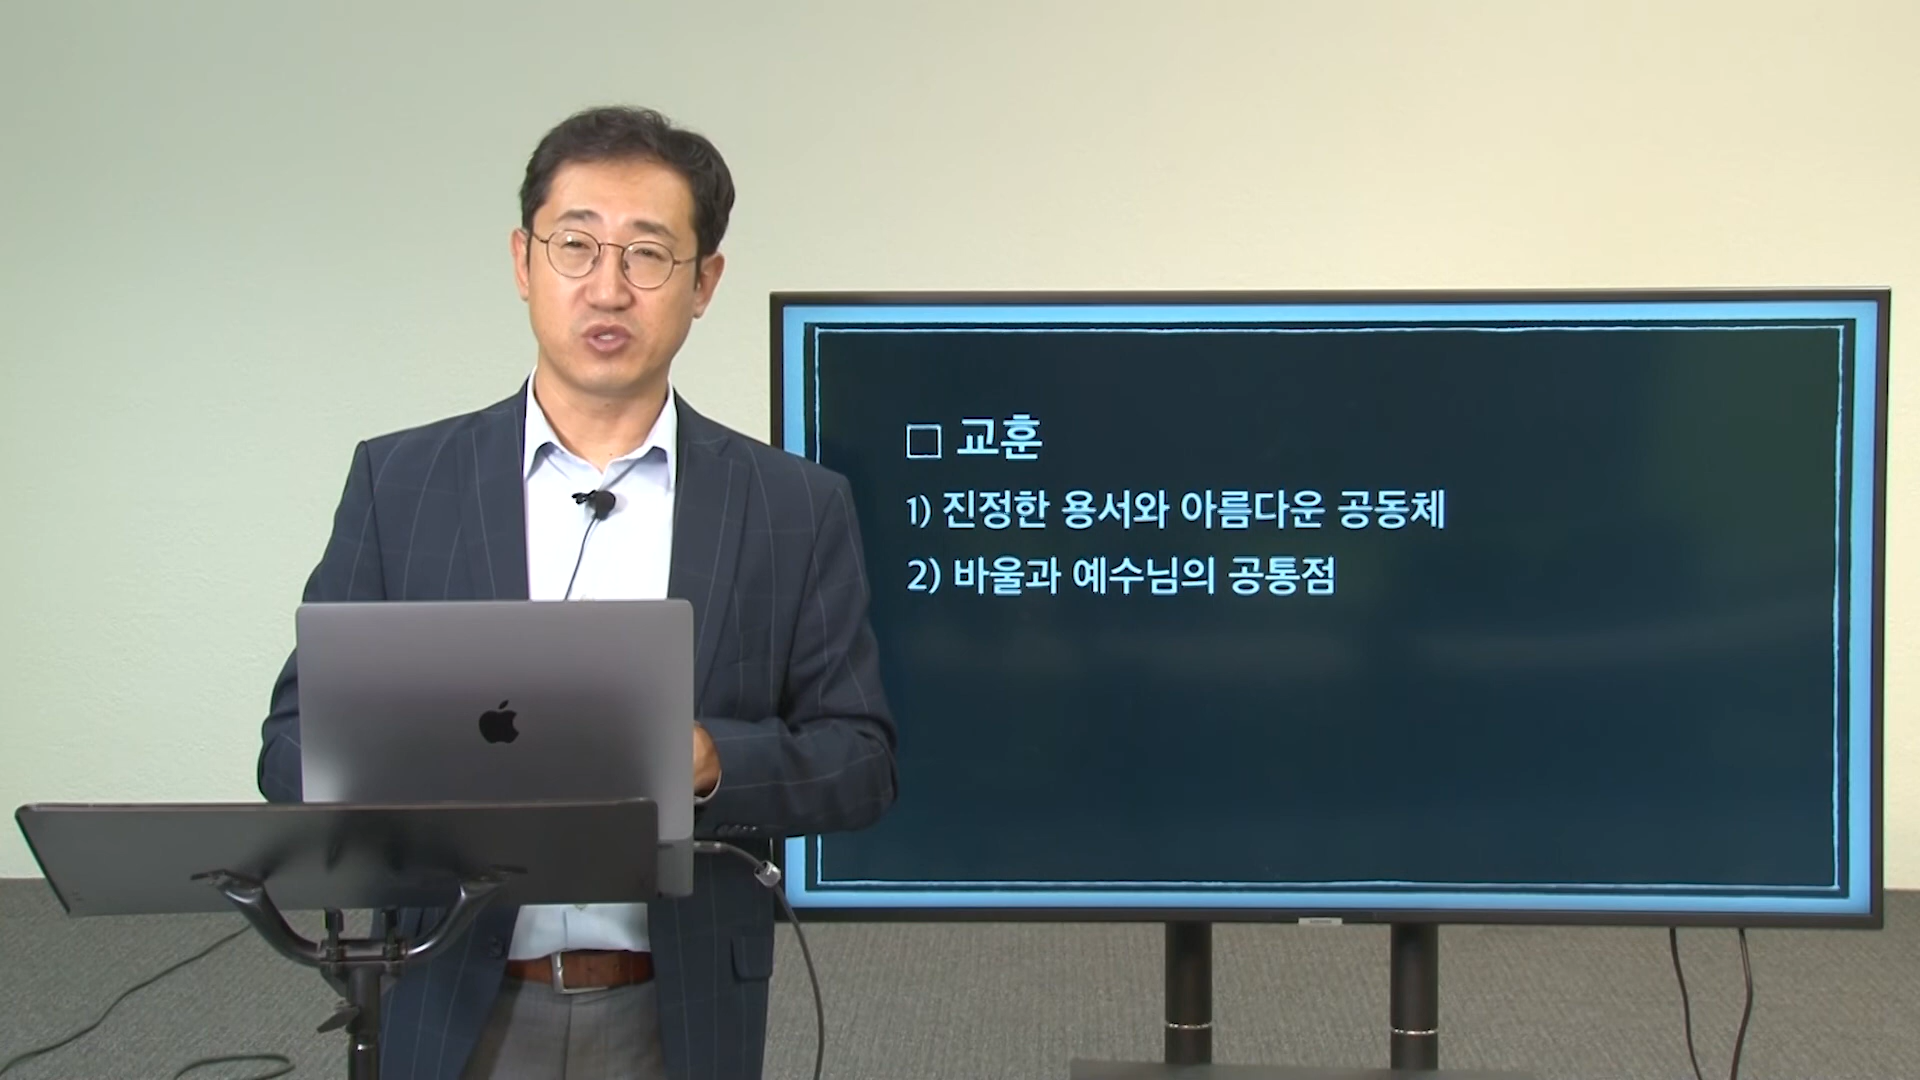 □ 교훈
1) 진정한 용서와 아름다운 공동체
2) 바울과 예수님의 공통점